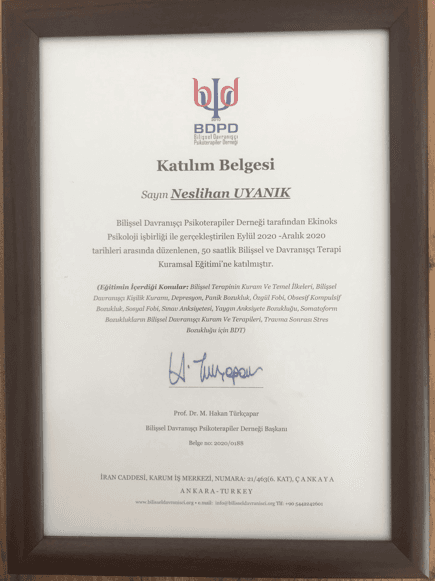 BDPD
Bilişsel Davranışçı
Psikoterapiler Derneği
Katılım Belgesi
Sayın Neslihan UYANIK
Bilişsel Davranışçı Psikoterapiler Derneği tarafından Ekinoks
Psikoloji işbirliği ile gerçekleştirilen Eylül 2020 -Aralık 2020
tarihleri arasında düzenlenen, 50 saatlik Bilişsel ve Davranışçı Terapi
Kuramsal Eğitimi'ne katılmıştır.
(Eğitimin İçerdiği Konular: Bilişsel Terapinin Kuram Ve Temel İlkeleri, Bilişsel
Davranışçı Kişilik Kuramı, Depresyon, Panik Bozukluk, Özgül Fobi, Obsesif Kompulsif
Bozukluk, Sosyal Fobi, Sınav Anksiyetesi, Yaygın Anksiyete Bozukluğu, Somatoform
Bozuklukların Bilişsel Davranışçı Kuram Ve Terapileri, Travma Sonrası Stres
Bozukluğu için BDT)
Prof. Dr. M. Hakan Türkçapar
Bilişsel Davranışçı Psikoterapiler Derneği Başkanı
Belge no: 2020/0188
İRAN CADDESİ, KARUM İŞ MERKEZİ, NUMARA: 21/463(6. KAT), ÇANKAYA
ANKARA-TURKEY